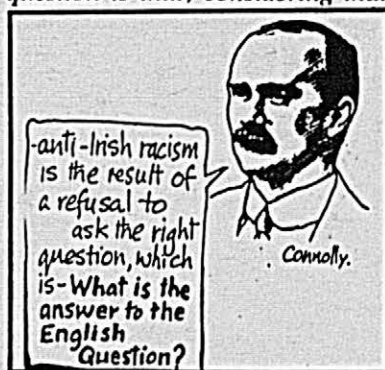 -anti-Irish racism
is the result of
a refusal to
ask the right
question, which
is-What is the
answer to the
English
Question?
Connolly.